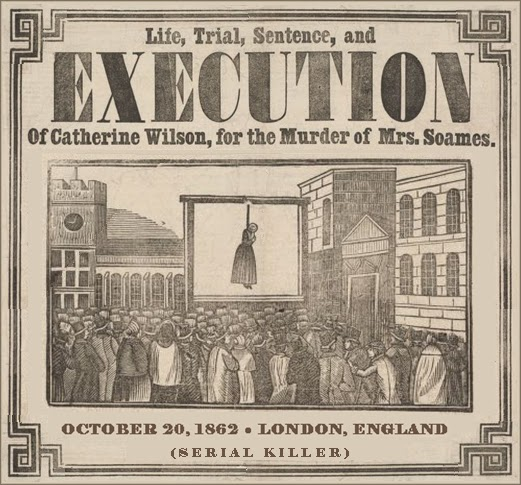 Life, Trial, Sentence, and
EXECUTION
Of Catherine Wilson, for the Murder of Mrs. Soames.
OCTOBER 20, 1862 • LONDON, ENGLAND
(SERIAL KILLER)